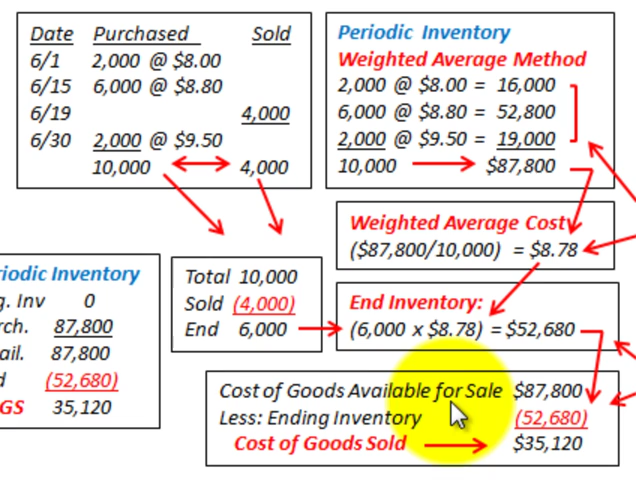 Date Purchased Sold
6/1 2,000 @ $8.00
6/15 6,000 @ $8.80
6/19 4,000
6/30 2,000 @ $9.50
10,000 4,000
Periodic Inventory
Weighted Average Method
2,000 @ $8.00 = 16,000
6,000 @ $8.80 = 52,800
2,000 @ $9.50 = 19,000
10,000 $87,800
Weighted Average Cost
($87,800/10,000) = $8.78
riodic Inventory
g. Inv 0
rch. 87,800
ail. 87,800
d (52,680)
GS 35,120
Total 10,000
Sold (4,000)
End 6,000
End Inventory:
(6,000 x $8.78) = $52,680
Cost of Goods Available for Sale $87,800
Less: Ending Inventory (52,680)
Cost of Goods Sold $35,120